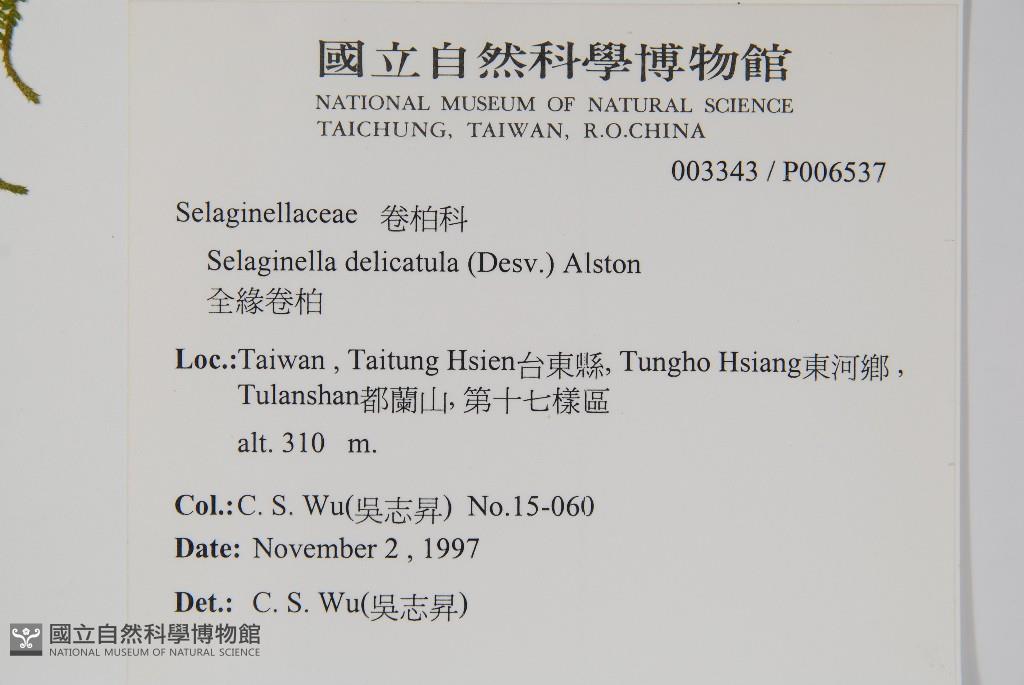 國立自然科學博物館
NATIONAL MUSEUM OF NATURAL SCIENCE
TAICHUNG, TAIWAN, R.O.CHINA
003343 / P006537
Selaginellaceae 卷柏科
Selaginella delicatula (Desv.) Alston
全緣卷柏
Loc.:Taiwan , Taitung Hsien台東縣, Tungho Hsiang東河鄉 ,
Tulanshan都蘭山, 第十七樣區
alt. 310 m.
Col.:C. S. Wu(吳志昇) No.15-060
Date: November 2 , 1997
Det.: C. S. Wu(吳志昇)
國立自然科學博物館
NATIONAL MUSEUM OF NATURAL SCIENCE